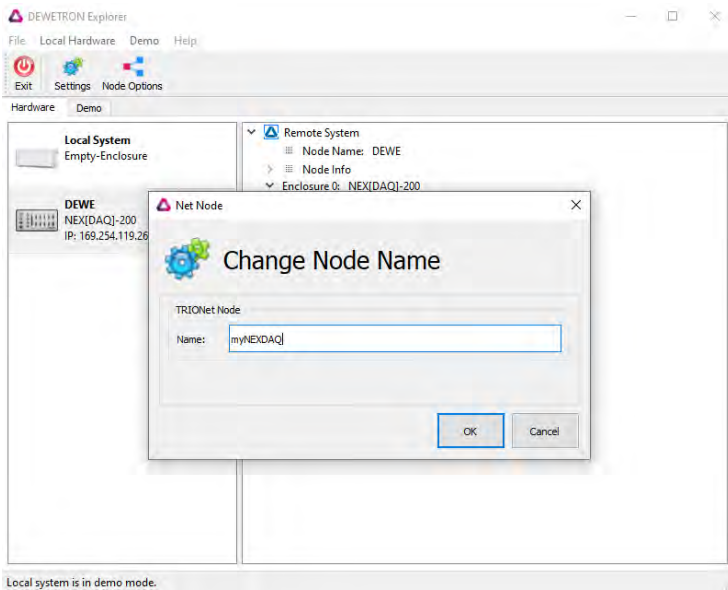 DEWETRON Explorer
File Local Hardware Demo Help
Exit Settings Node Options
Hardware Demo
Local System
Empty-Enclosure
DEWE
NEX[DAQ]-200
IP: 169.254.119.26
Remote System
Node Name: DEWE
Node Info
Enclosure 0: NEX[DAQ]-200
Net Node
Change Node Name
TRIONet Node
Name: myNEXDAQ
OK Cancel
Local system is in demo mode.